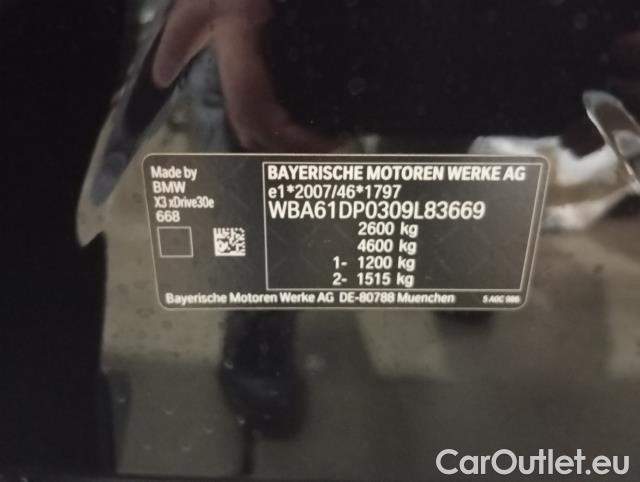 Made by
BMW
X3 xDrive30e
668
BAYERISCHE MOTOREN WERKE AG
e1*2007/46*1797
WBA61DP0309L83669
2600 kg
4600 kg
1- 1200 kg
2- 1515 kg
Bayerische Motoren Werke AG DE-80788 Muenchen
CarOutlet.eu